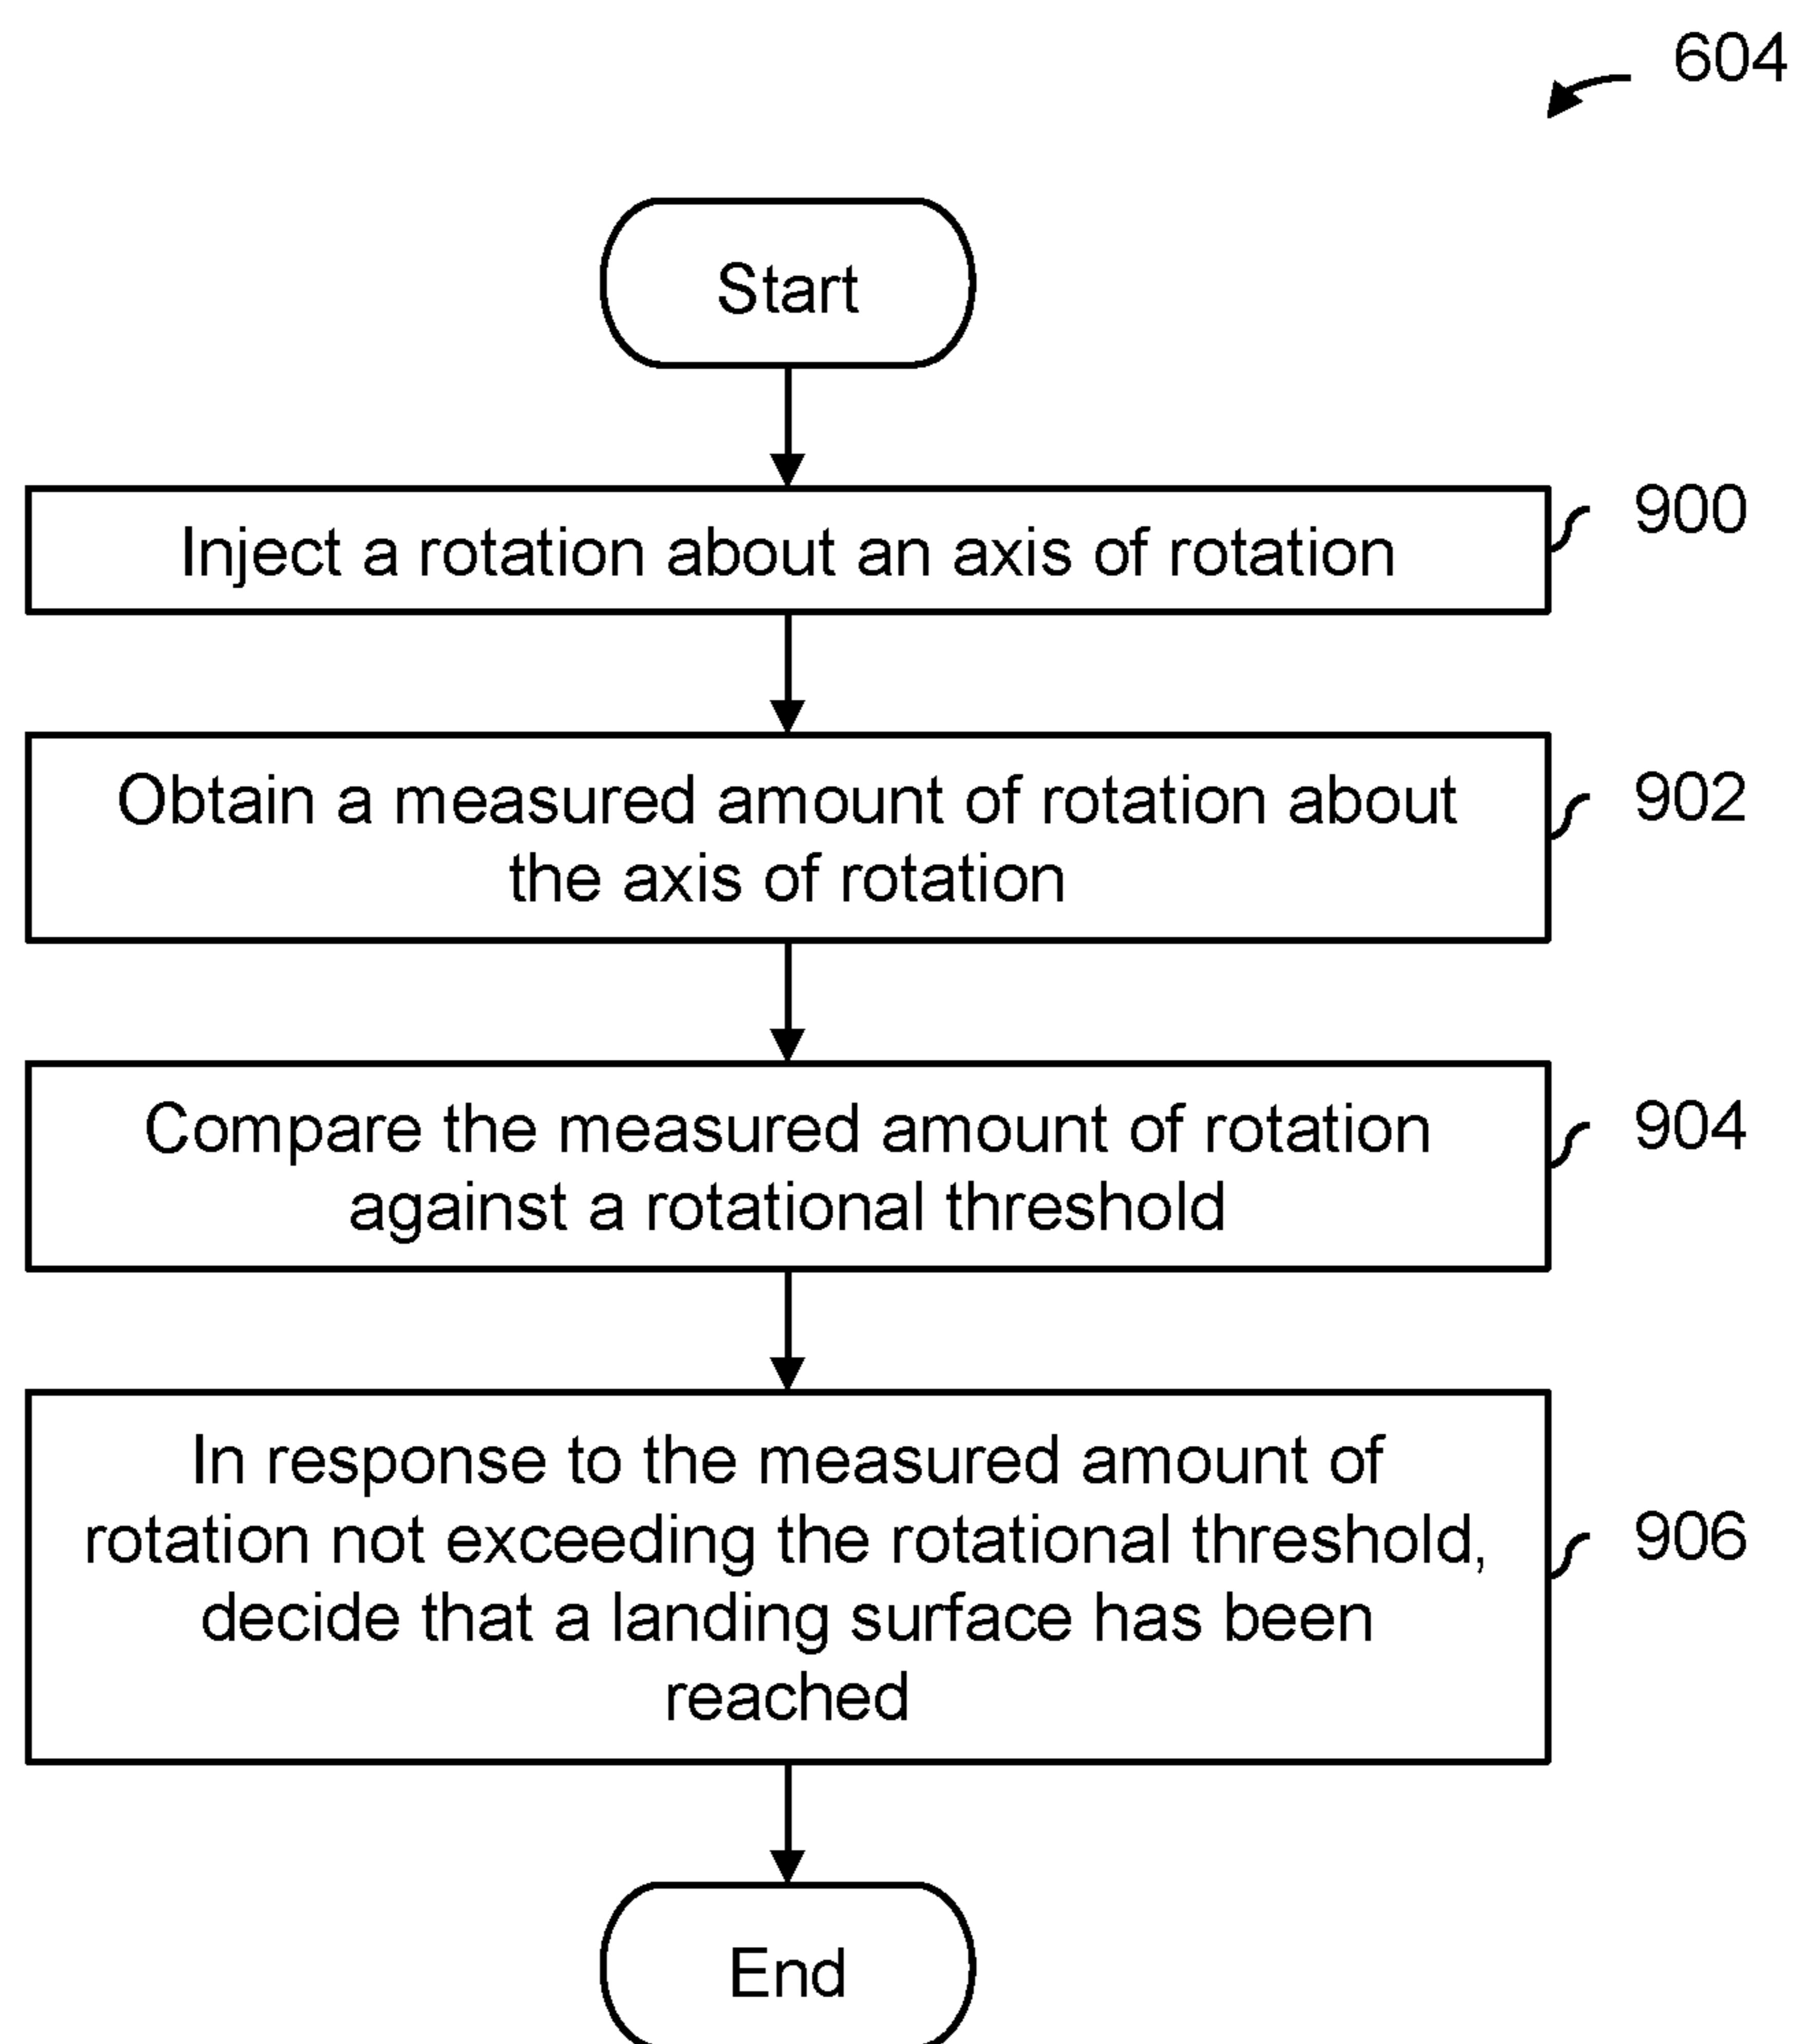 604
Start
Inject a rotation about an axis of rotation
900
Obtain a measured amount of rotation about
the axis of rotation
902
Compare the measured amount of rotation
against a rotational threshold
904
In response to the measured amount of
rotation not exceeding the rotational threshold,
decide that a landing surface has been
reached
906
End